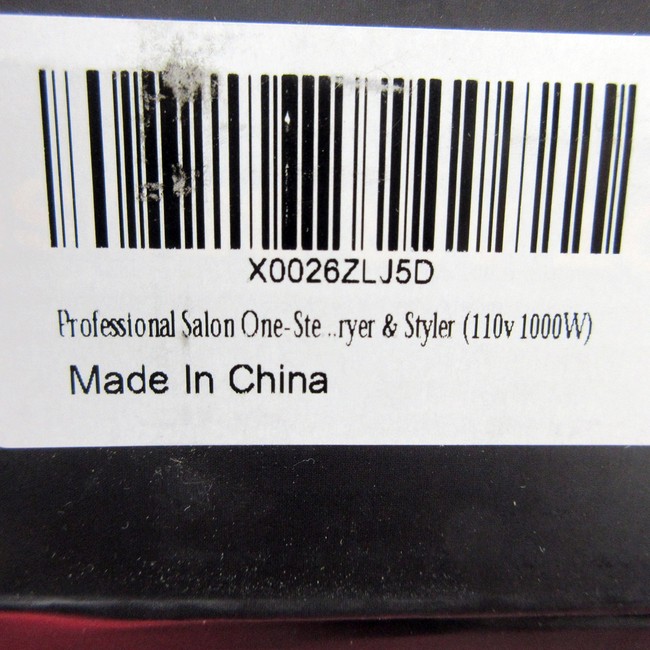 X0026ZLJ5D
Professional Salon One-Ste...ryer & Styler (110v 1000W)
Made In China